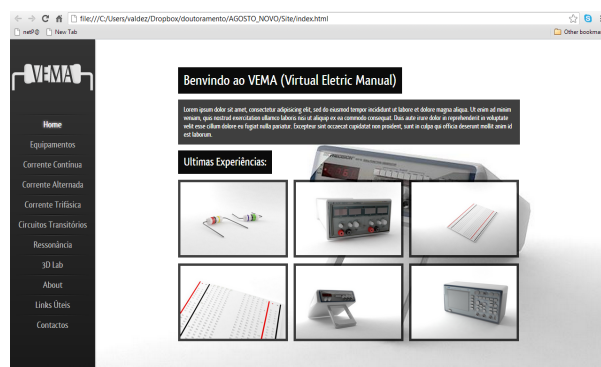 file:///C:/Users/valdez/Dropbox/doutoramento/AGOSTO_NOVO/Site/index.html
netP@
New Tab
Other bookma
VEMA
Home
Equipamentos
Corrente Contínua
Corrente Alternada
Corrente Trifásica
Circuitos Transitórios
Ressonância
3D Lab
About
Links Úteis
Contactos
Benvindo ao VEMA (Virtual Eletric Manual)
Lorem ipsum dolor sit amet, consectetur adipisicing elit, sed do eiusmod tempor incididunt ut labore et dolore magna aliqua. Ut enim ad minim
veniam, quis nostrud exercitation ullamco laboris nisi ut aliquip ex ea commodo consequat. Duis aute irure dolor in reprehenderit in voluptate
velit esse cillum dolore eu fugiat nulla pariatur. Excepteur sint occaecat cupidatat non proident, sunt in culpa qui officia deserunt mollit anim id
est laborum.
Ultimas Experiências: